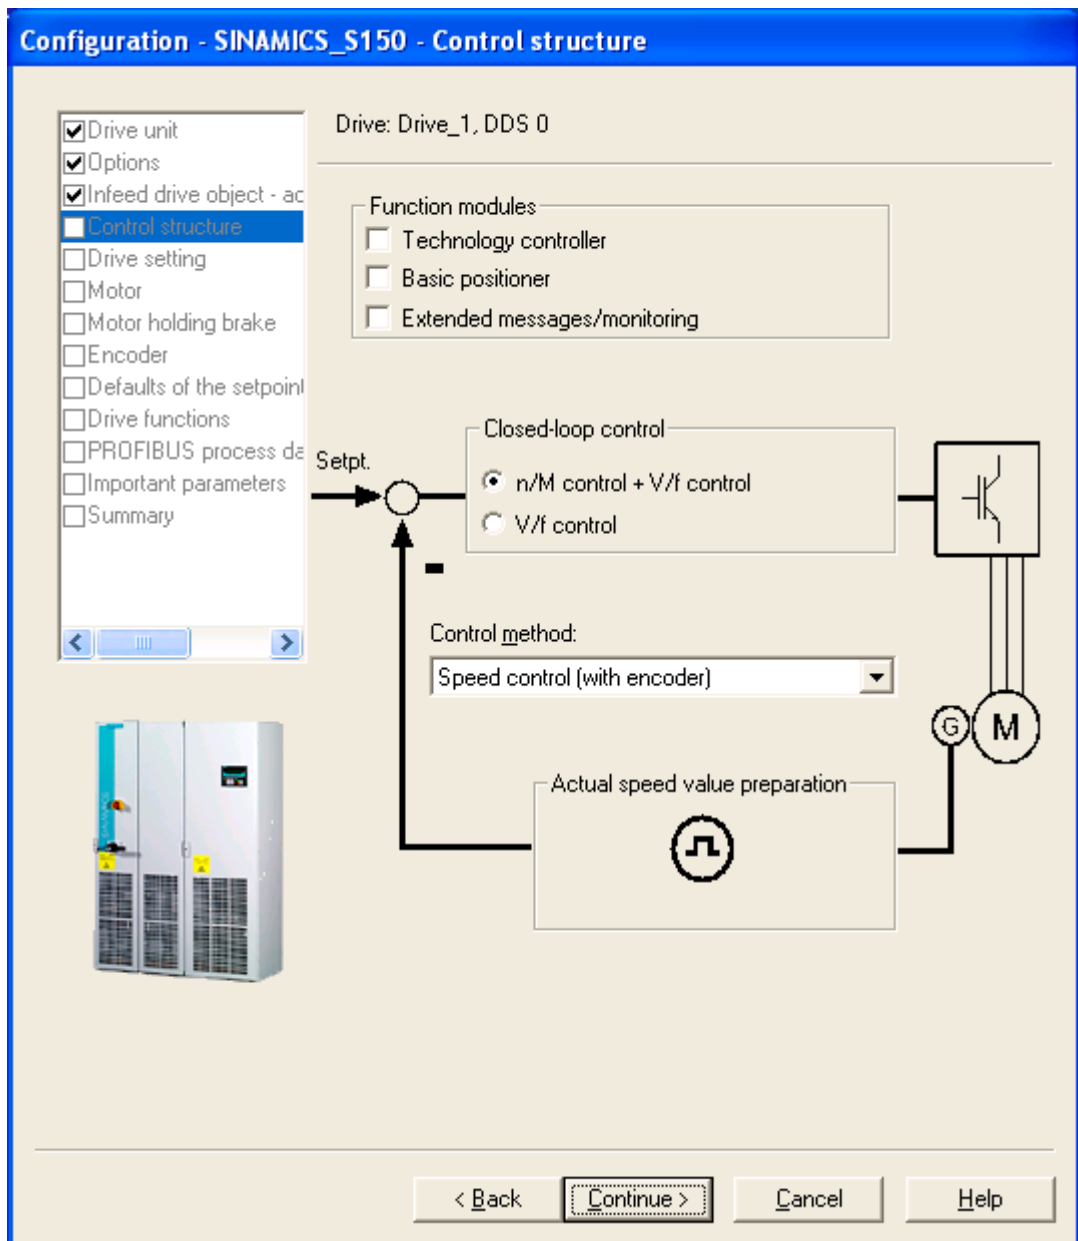 Configuration - SINAMICS_S150 - Control structure
Drive unit
Options
Infeed drive object - ac
Control structure
Drive setting
Motor
Motor holding brake
Encoder
Defaults of the setpoint
Drive functions
PROFIBUS process da
Important parameters
Summary
Drive: Drive_1, DDS 0
Function modules
Technology controller
Basic positioner
Extended messages/monitoring
Setpt.
Closed-loop control
n/M control + V/f control
V/f control
Control method:
Speed control (with encoder)
G
M
Actual speed value preparation
SINAMICS
< Back
Continue >
Cancel
Help